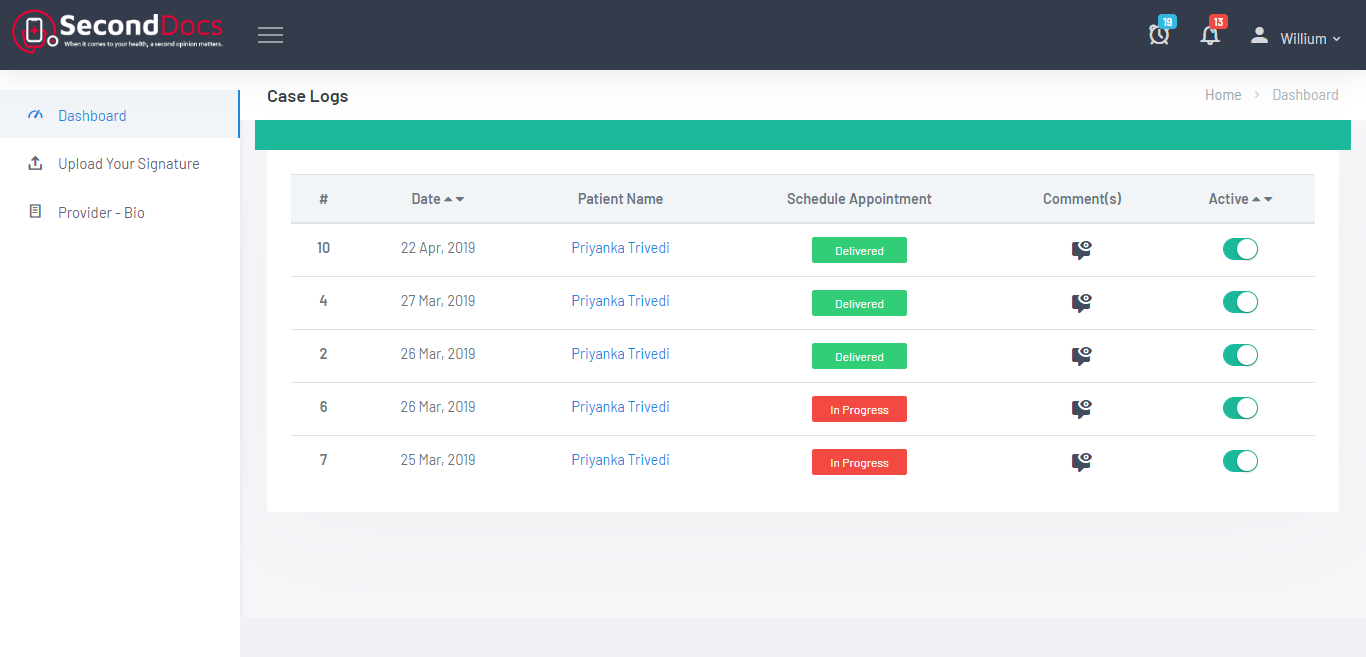 SecondDocs
When it comes to your health, a second opinion matters.
19
13
Willium
Case Logs
Home > Dashboard
Dashboard
Upload Your Signature
Provider - Bio
# Date Patient Name Schedule Appointment Comment(s) Active
10 22 Apr, 2019 Priyanka Trivedi Delivered
4 27 Mar, 2019 Priyanka Trivedi Delivered
2 26 Mar, 2019 Priyanka Trivedi Delivered
6 26 Mar, 2019 Priyanka Trivedi In Progress
7 25 Mar, 2019 Priyanka Trivedi In Progress